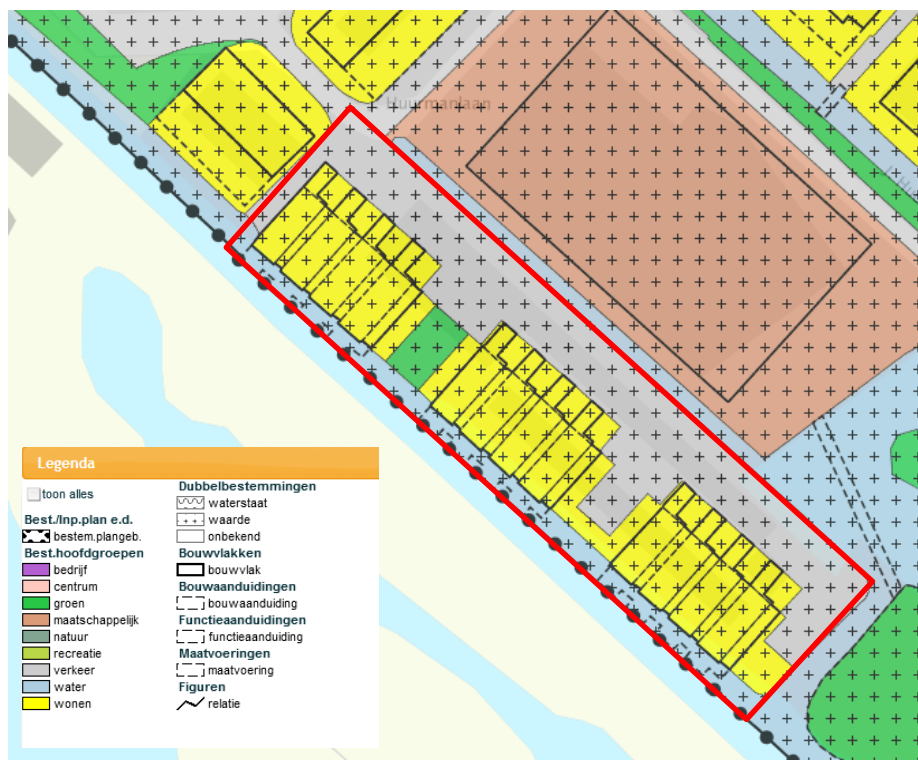 Huurmanlaan
Legenda
toon alles
Best./Inp.plan e.d.
bestem.plangeb.
Best.hoofdgroepen
bedrijf
centrum
groen
maatschappelijk
natuur
recreatie
verkeer
water
wonen
Dubbelbestemmingen
waterstaat
waarde
onbekend
Bouwvlakken
bouwvlak
Bouwaanduidingen
bouwaanduiding
Functieaanduidingen
functieaanduiding
Maatvoeringen
maatvoering
Figuren
relatie